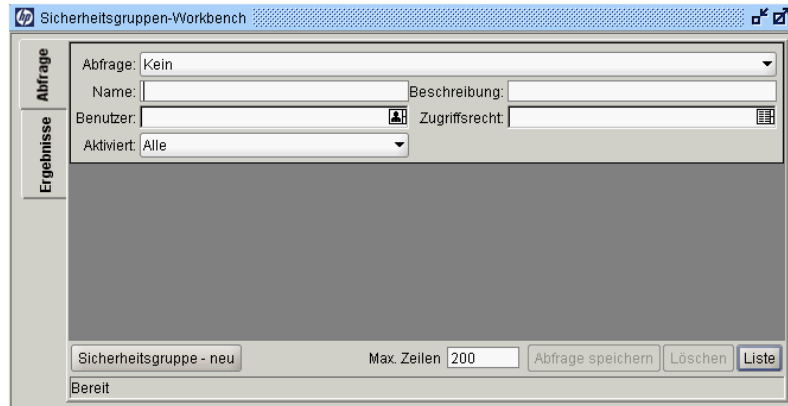 hp Sicherheitsgruppen-Workbench
Abfrage
Ergebnisse
Abfrage: Kein
Name: Beschreibung:
Benutzer: Zugriffsrecht:
Aktiviert: Alle
Sicherheitsgruppe - neu Max. Zeilen 200 Abfrage speichern Löschen Liste
Bereit